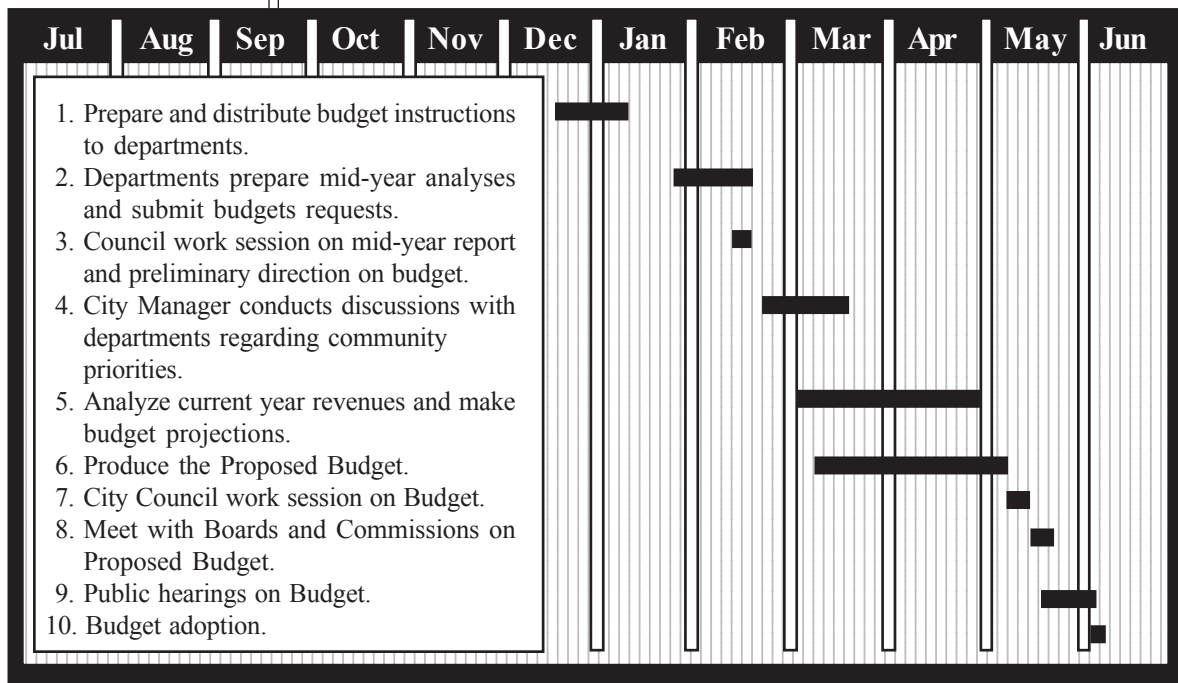 Jul Aug Sep Oct Nov Dec Jan Feb Mar Apr May Jun
1. Prepare and distribute budget instructions
to departments.
2. Departments prepare mid-year analyses
and submit budgets requests.
3. Council work session on mid-year report
and preliminary direction on budget.
4. City Manager conducts discussions with
departments regarding community
priorities.
5. Analyze current year revenues and make
budget projections.
6. Produce the Proposed Budget.
7. City Council work session on Budget.
8. Meet with Boards and Commissions on
Proposed Budget.
9. Public hearings on Budget.
10. Budget adoption.